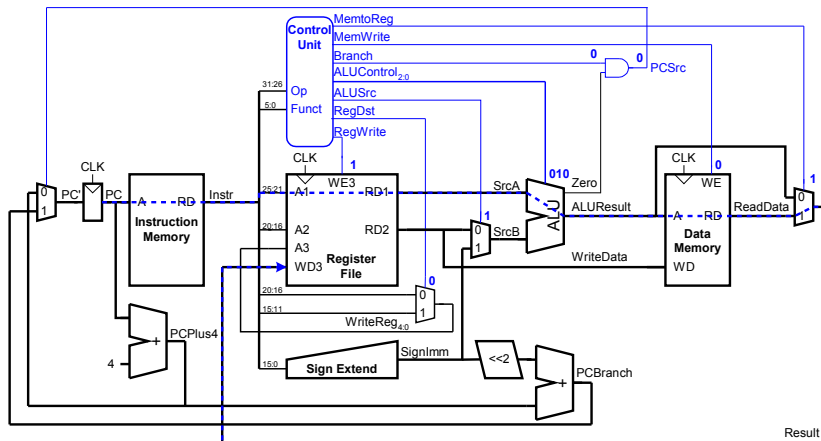 MemtoReg
Control
Unit
MemWrite
Branch
0
0
PCSrc
ALUControl2:0
31:26
Op
ALUSrc
5:0
Funct
RegDst
RegWrite
CLK
CLK
CLK
1
010
0
1
0
PC'
PC
1
A
RD
Instruction
Memory
Instr
25:21
A1
WE3
RD1
SrcA
Zero
WE
0
1
20:16
A2
RD2
1
0
1
SrcB
ALU
ALUResult
A
RD
Data
Memory
ReadData
A3
Register
File
WD3
WriteData
WD
0
20:16
0
15:11
1
WriteReg4:0
PCPlus4
+
4
15:0
SignImm
Sign Extend
<<2
+
PCBranch
Result